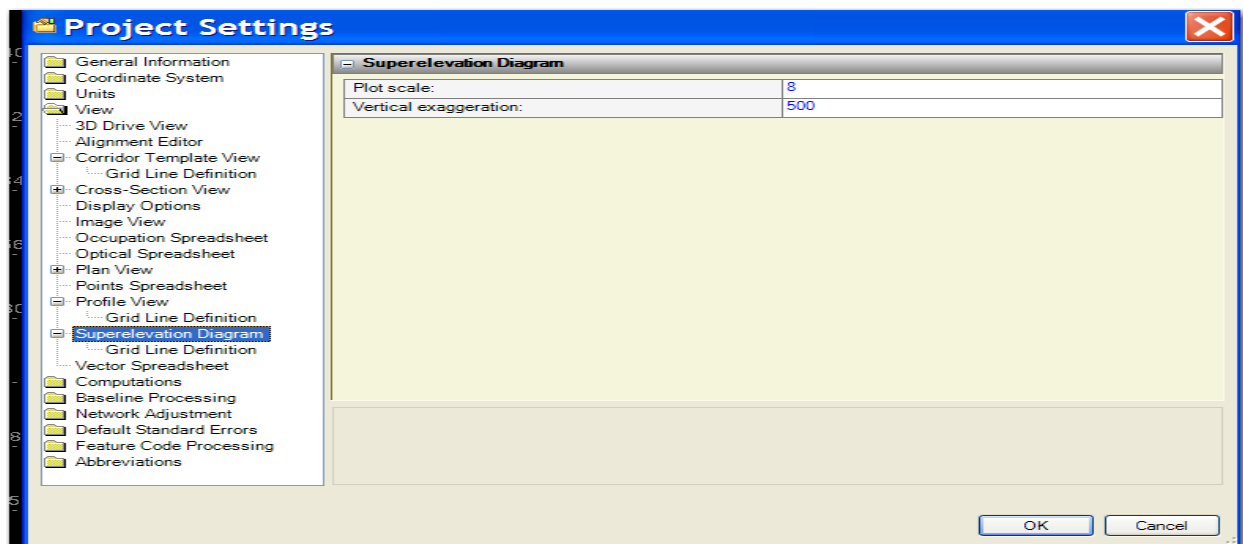 Project Settings
General Information
Coordinate System
Units
View
3D Drive View
Alignment Editor
Corridor Template View
Grid Line Definition
Cross-Section View
Display Options
Image View
Occupation Spreadsheet
Optical Spreadsheet
Plan View
Points Spreadsheet
Profile View
Grid Line Definition
Superelevation Diagram
Grid Line Definition
Vector Spreadsheet
Computations
Baseline Processing
Network Adjustment
Default Standard Errors
Feature Code Processing
Abbreviations
Superelevation Diagram
Plot scale: 8
Vertical exaggeration: 500
OK Cancel